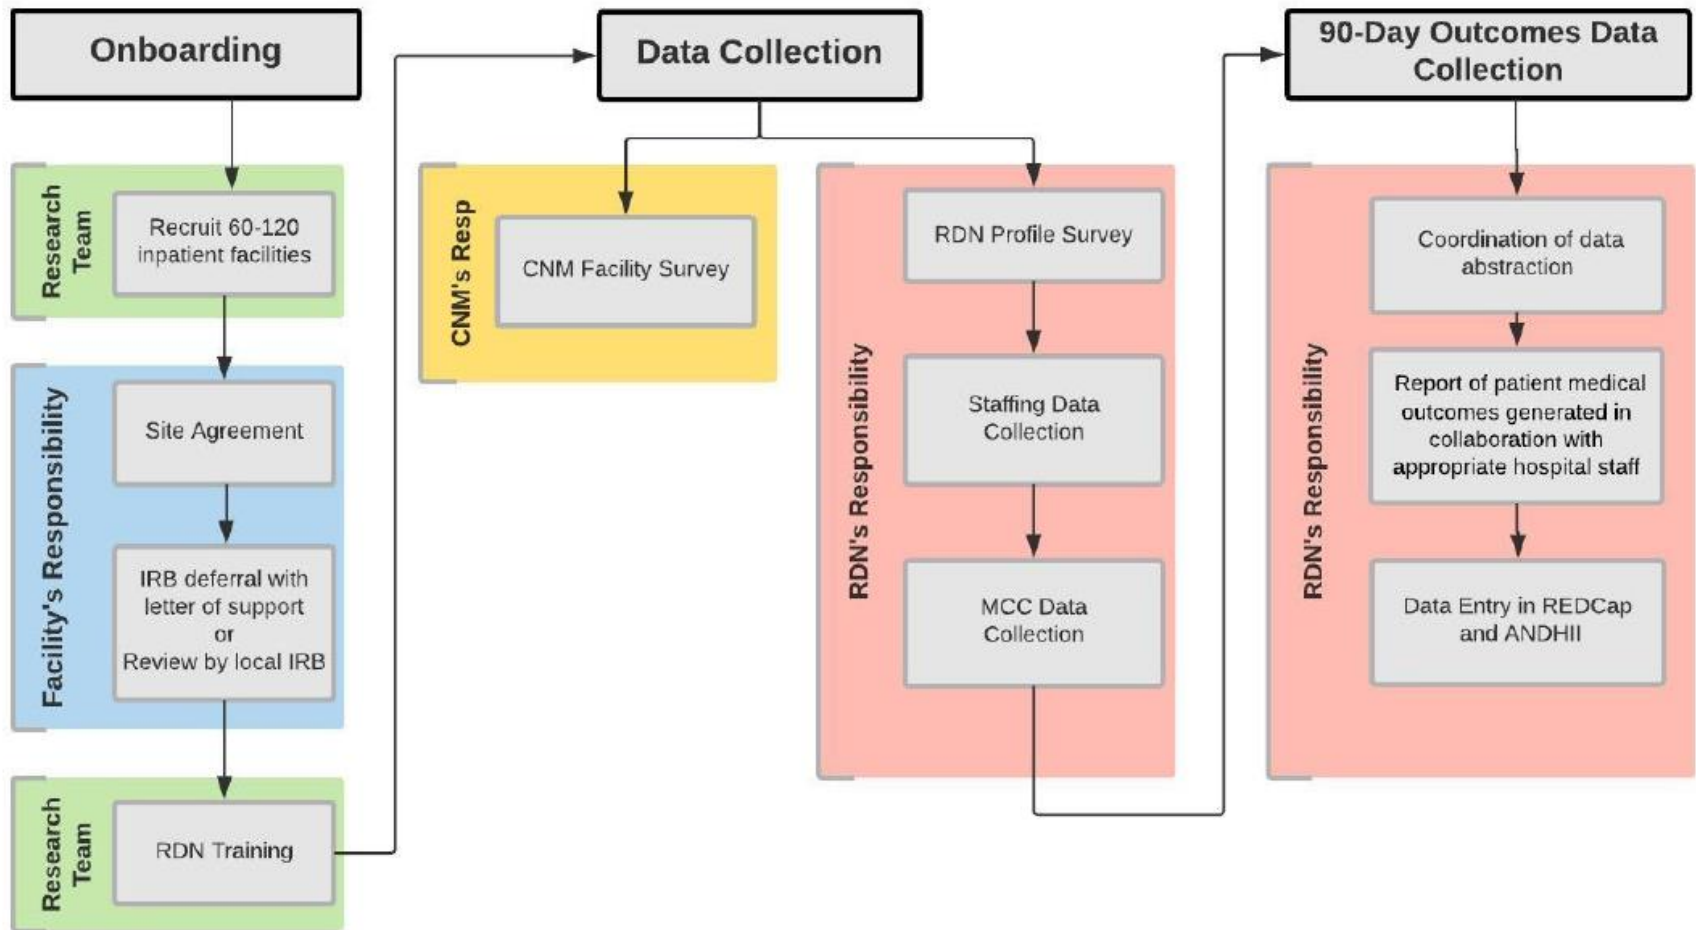 Onboarding
Research
Team
Recruit 60-120
inpatient facilities
Facility's Responsibility
Site Agreement
IRB deferral with
letter of support
or
Review by local IRB
Research
Team
RDN Training
Data Collection
CNM's Resp
CNM Facility Survey
RDN's Responsibility
RDN Profile Survey
Staffing Data
Collection
MCC Data
Collection
90-Day Outcomes Data
Collection
RDN's Responsibility
Coordination of data
abstraction
Report of patient medical
outcomes generated in
collaboration with
appropriate hospital staff
Data Entry in REDCap
and ANDHII